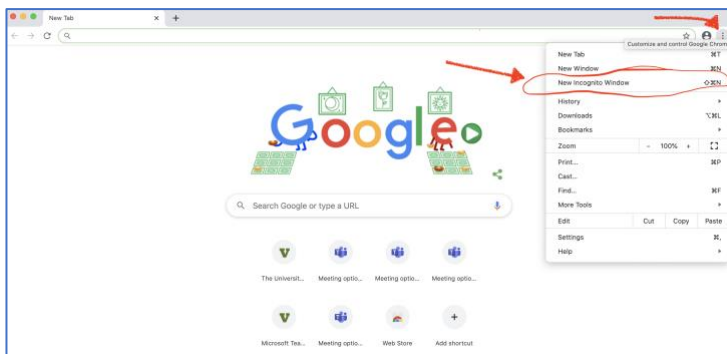 New Tab × +
Customize and control Google Chrom
New Tab ⌘T
New Window ⌘N
New Incognito Window ⇧⌘N
History
Downloads ⌥⌘L
Bookmarks
Zoom - 100% +
Print... ⌘P
Cast...
Find... ⌘F
More Tools
Edit Cut Copy Paste
Settings ⌘,
Help
Google
Search Google or type a URL
The Universit... Meeting optio... Meeting optio... Meeting optio...
Microsoft Tea... Meeting optio... Web Store Add shortcut